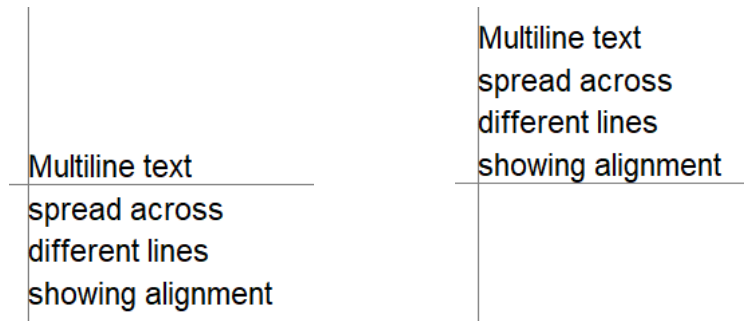 Multiline text
spread across
different lines
showing alignment
Multiline text
spread across
different lines
showing alignment